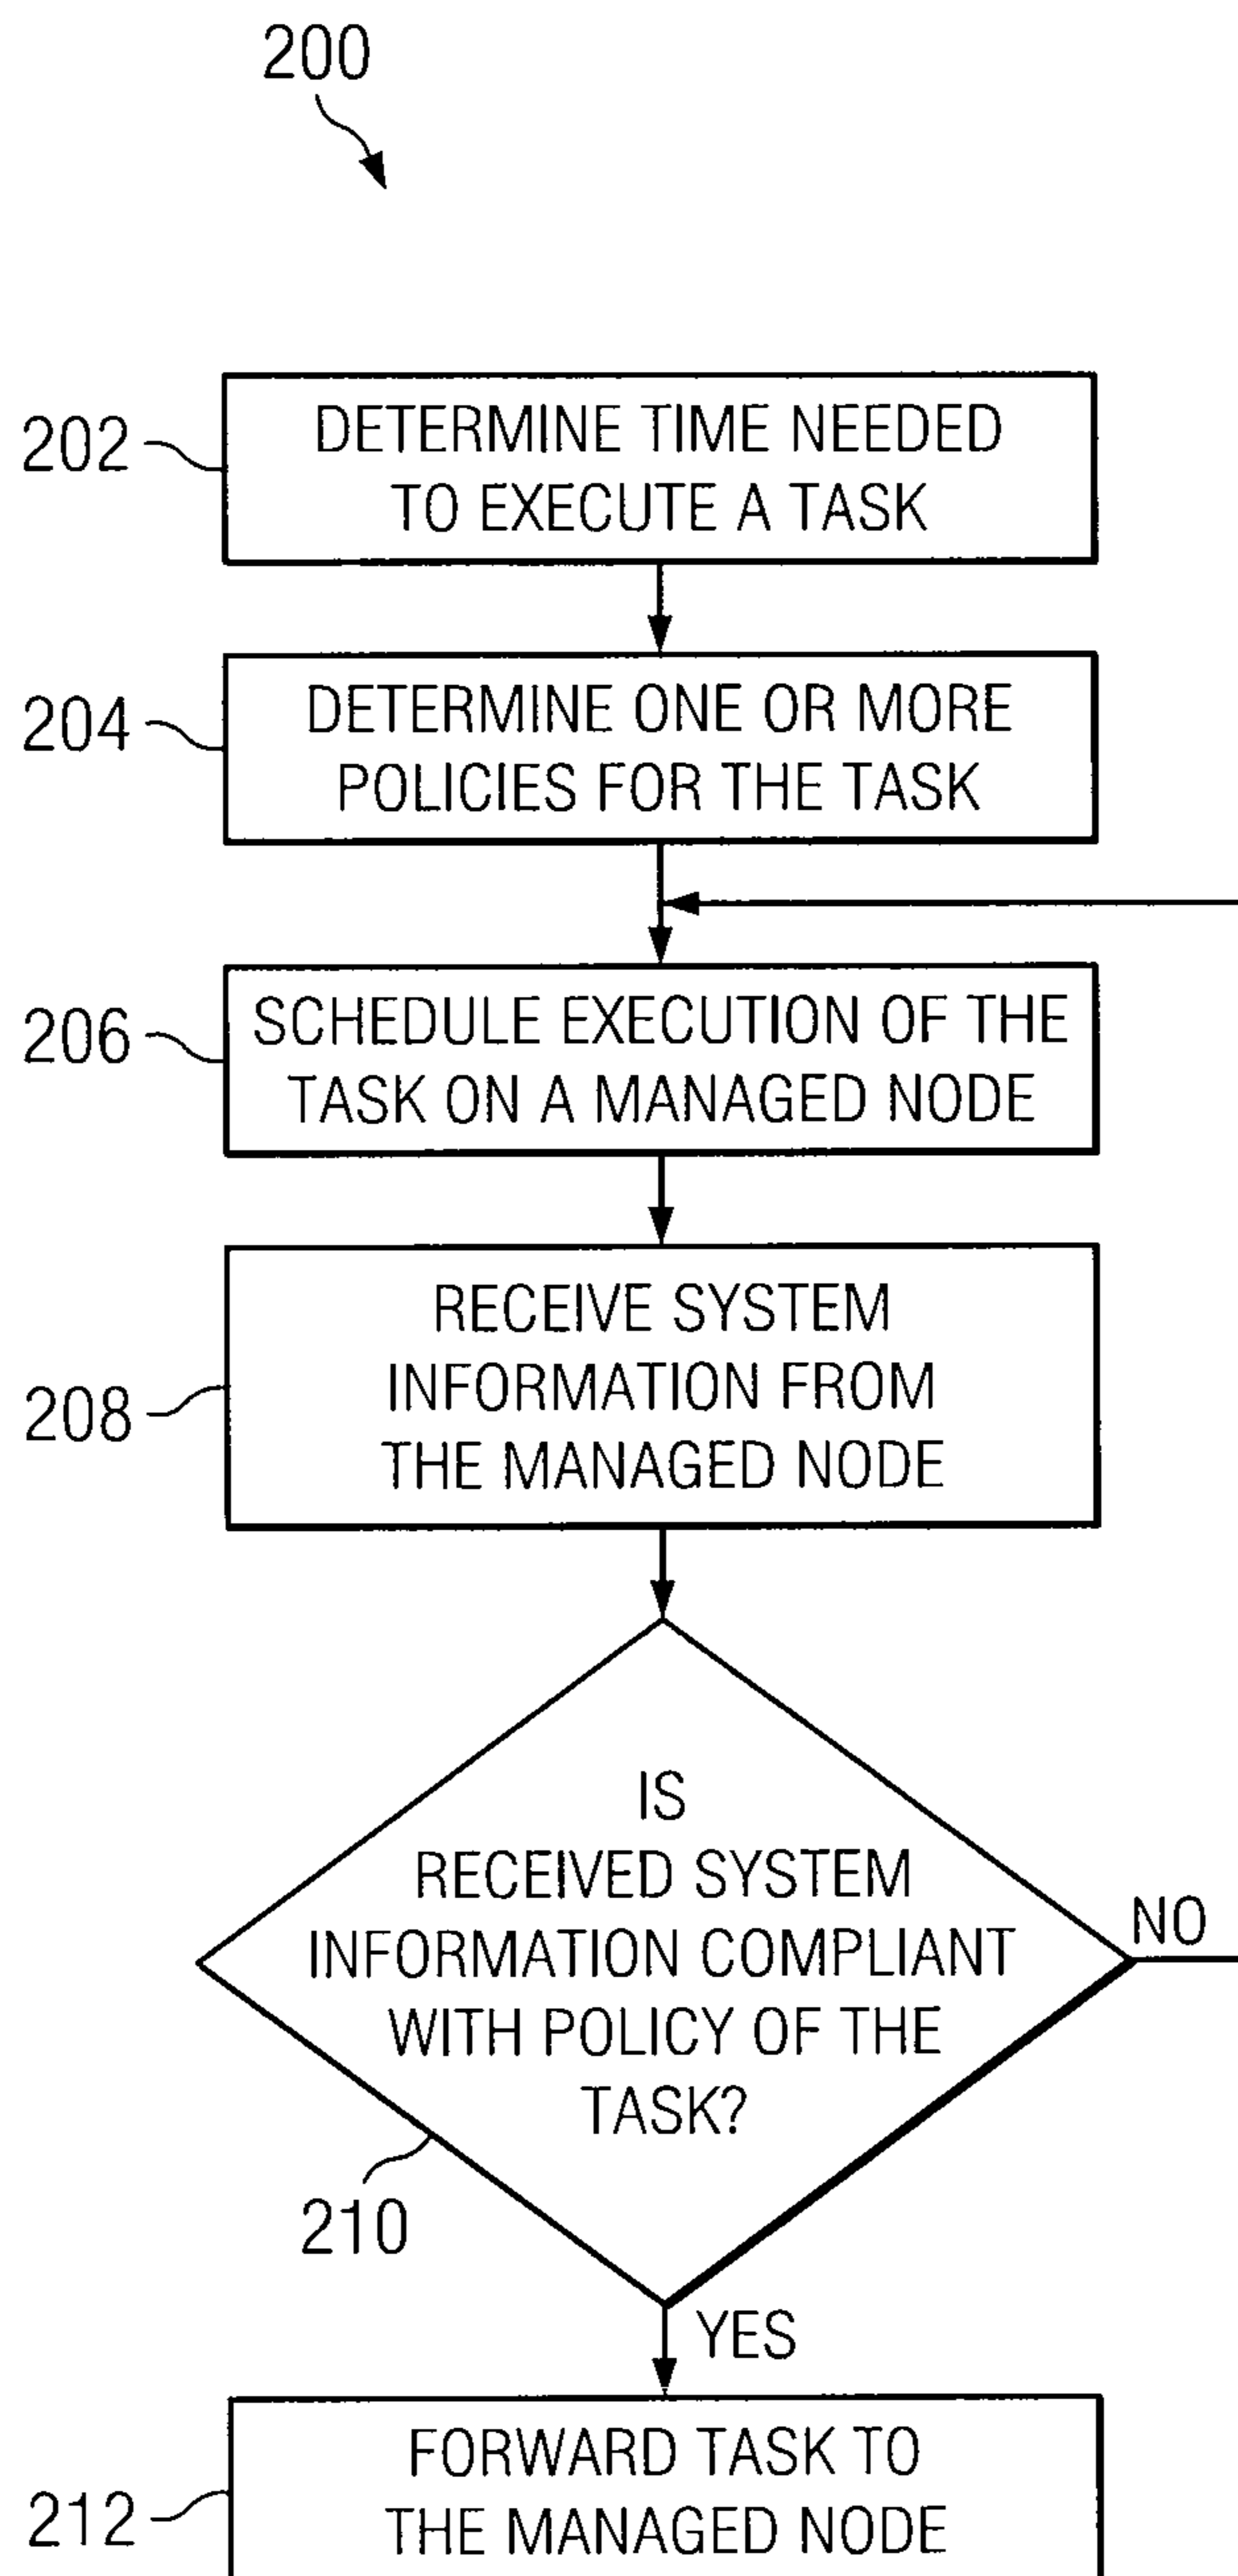 200
202
DETERMINE TIME NEEDED
TO EXECUTE A TASK
204
DETERMINE ONE OR MORE
POLICIES FOR THE TASK
206
SCHEDULE EXECUTION OF THE
TASK ON A MANAGED NODE
208
RECEIVE SYSTEM
INFORMATION FROM
THE MANAGED NODE
IS
RECEIVED SYSTEM
INFORMATION COMPLIANT
WITH POLICY OF THE
TASK?
NO
210
YES
212
FORWARD TASK TO
THE MANAGED NODE